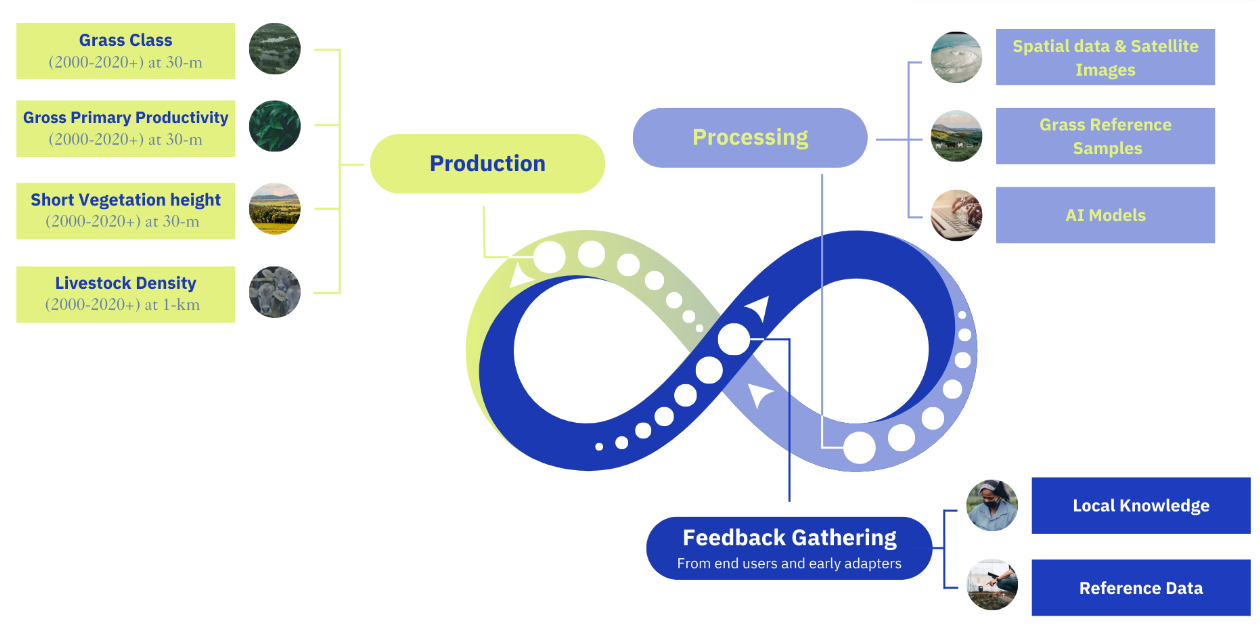 Grass Class
(2000-2020+) at 30-m
Gross Primary Productivity
(2000-2020+) at 30-m
Short Vegetation height
(2000-2020+) at 30-m
Livestock Density
(2000-2020+) at 1-km
Production
Processing
Spatial data & Satellite
Images
Grass Reference
Samples
AI Models
Feedback Gathering
From end users and early adapters
Local Knowledge
Reference Data